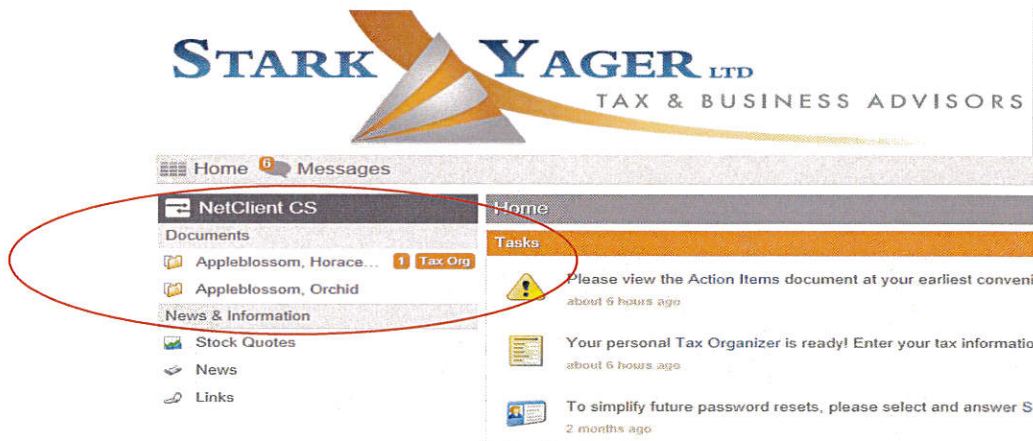 STARK YAGER LTD
TAX & BUSINESS ADVISORS
Home 6 Messages
NetClient CS
Documents
Appleblossom, Horace... 1 Tax Org
Appleblossom, Orchid
News & Information
Stock Quotes
News
Links
Home
Tasks
Please view the Action Items document at your earliest conveni
about 6 hours ago
Your personal Tax Organizer is ready! Enter your tax informatio
about 6 hours ago
To simplify future password resets, please select and answer S
2 months ago